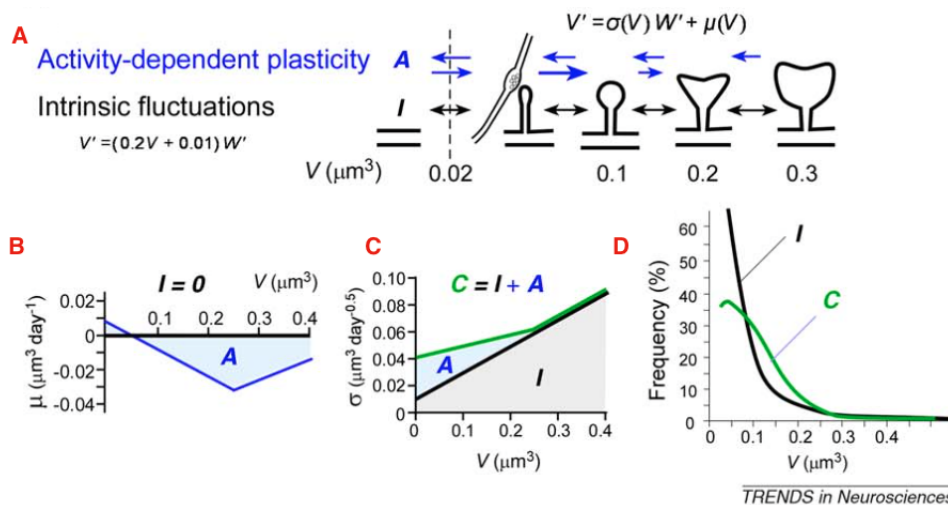 A
V' = σ(V) W' + μ(V)
Activity-dependent plasticity A
Intrinsic fluctuations I
V' = (0.2V + 0.01) W'
V (μm³) 0.02 0.1 0.2 0.3
B
I = 0 V (μm³)
0.02
0 0.1 0.2 0.3 0.4
-0.02
-0.04
μ (μm³ day⁻¹)
A
C
C = I + A
0.10
0.08
0.06
0.04
0.02
0
σ (μm³ day⁻⁰·⁵)
A
I
0 0.1 0.2 0.3 0.4
V (μm³)
D
60
50
40
30
20
10
0
Frequency (%)
I
C
0 0.1 0.2 0.3 0.4
V (μm³)
TRENDS in Neurosciences